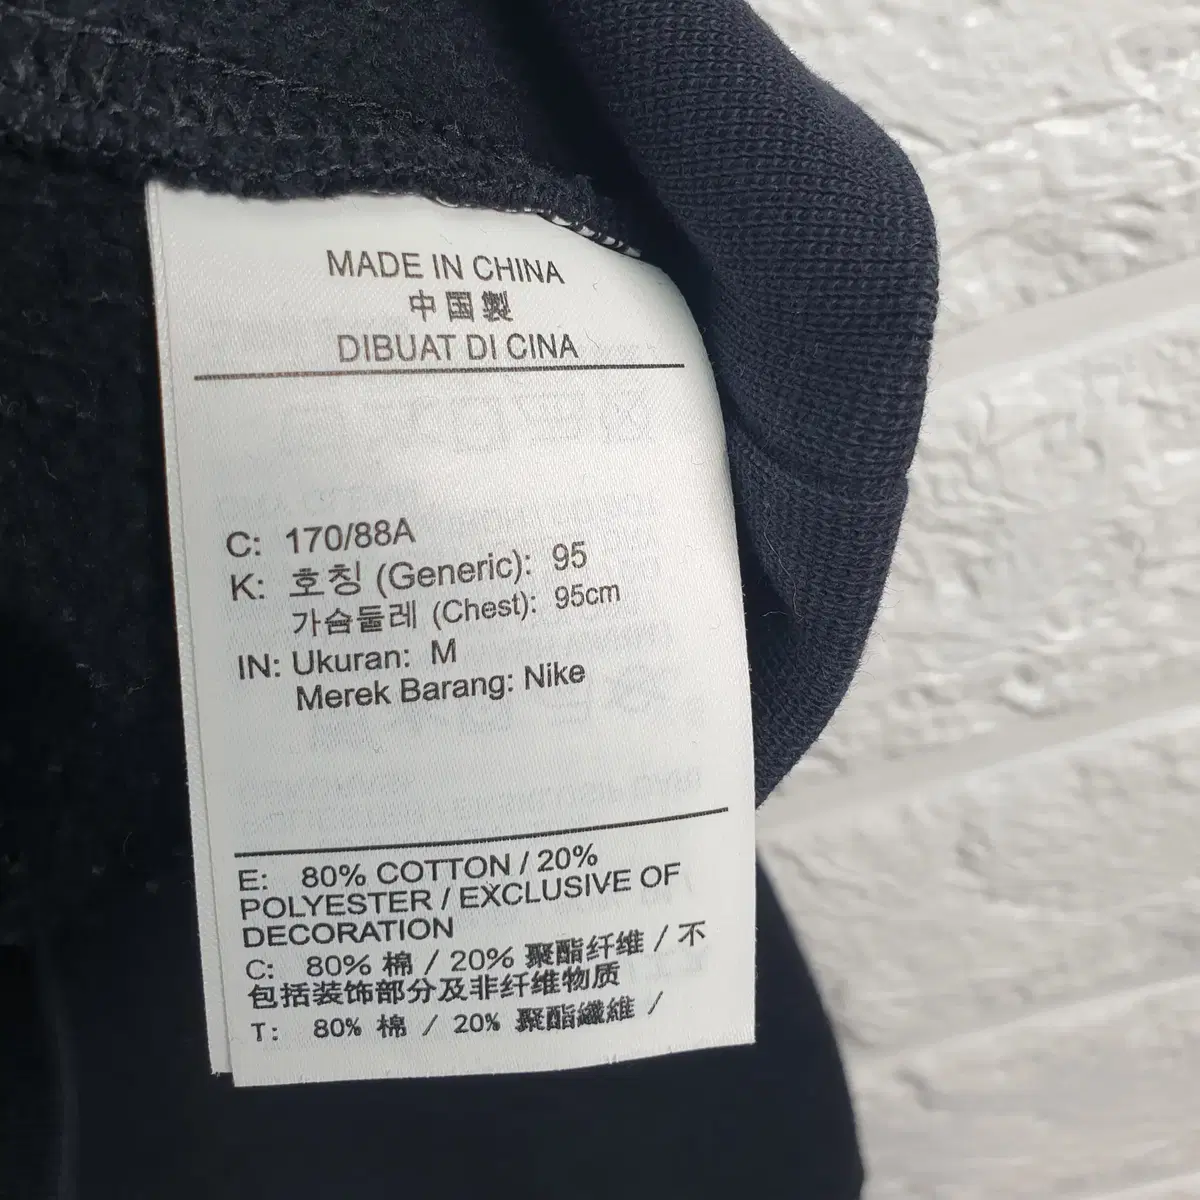 MADE IN CHINA
中国製
DIBUAT DI CINA
C: 170/88A
K: 호칭 (Generic): 95
가슴둘레 (Chest): 95cm
IN: Ukuran: M
Merek Barang: Nike
E: 80% COTTON / 20%
POLYESTER / EXCLUSIVE OF
DECORATION
C: 80% 棉 / 20% 聚酯纤维 / 不
包括装饰部分及非纤维物质
T: 80% 棉 / 20% 聚酯纖維 /